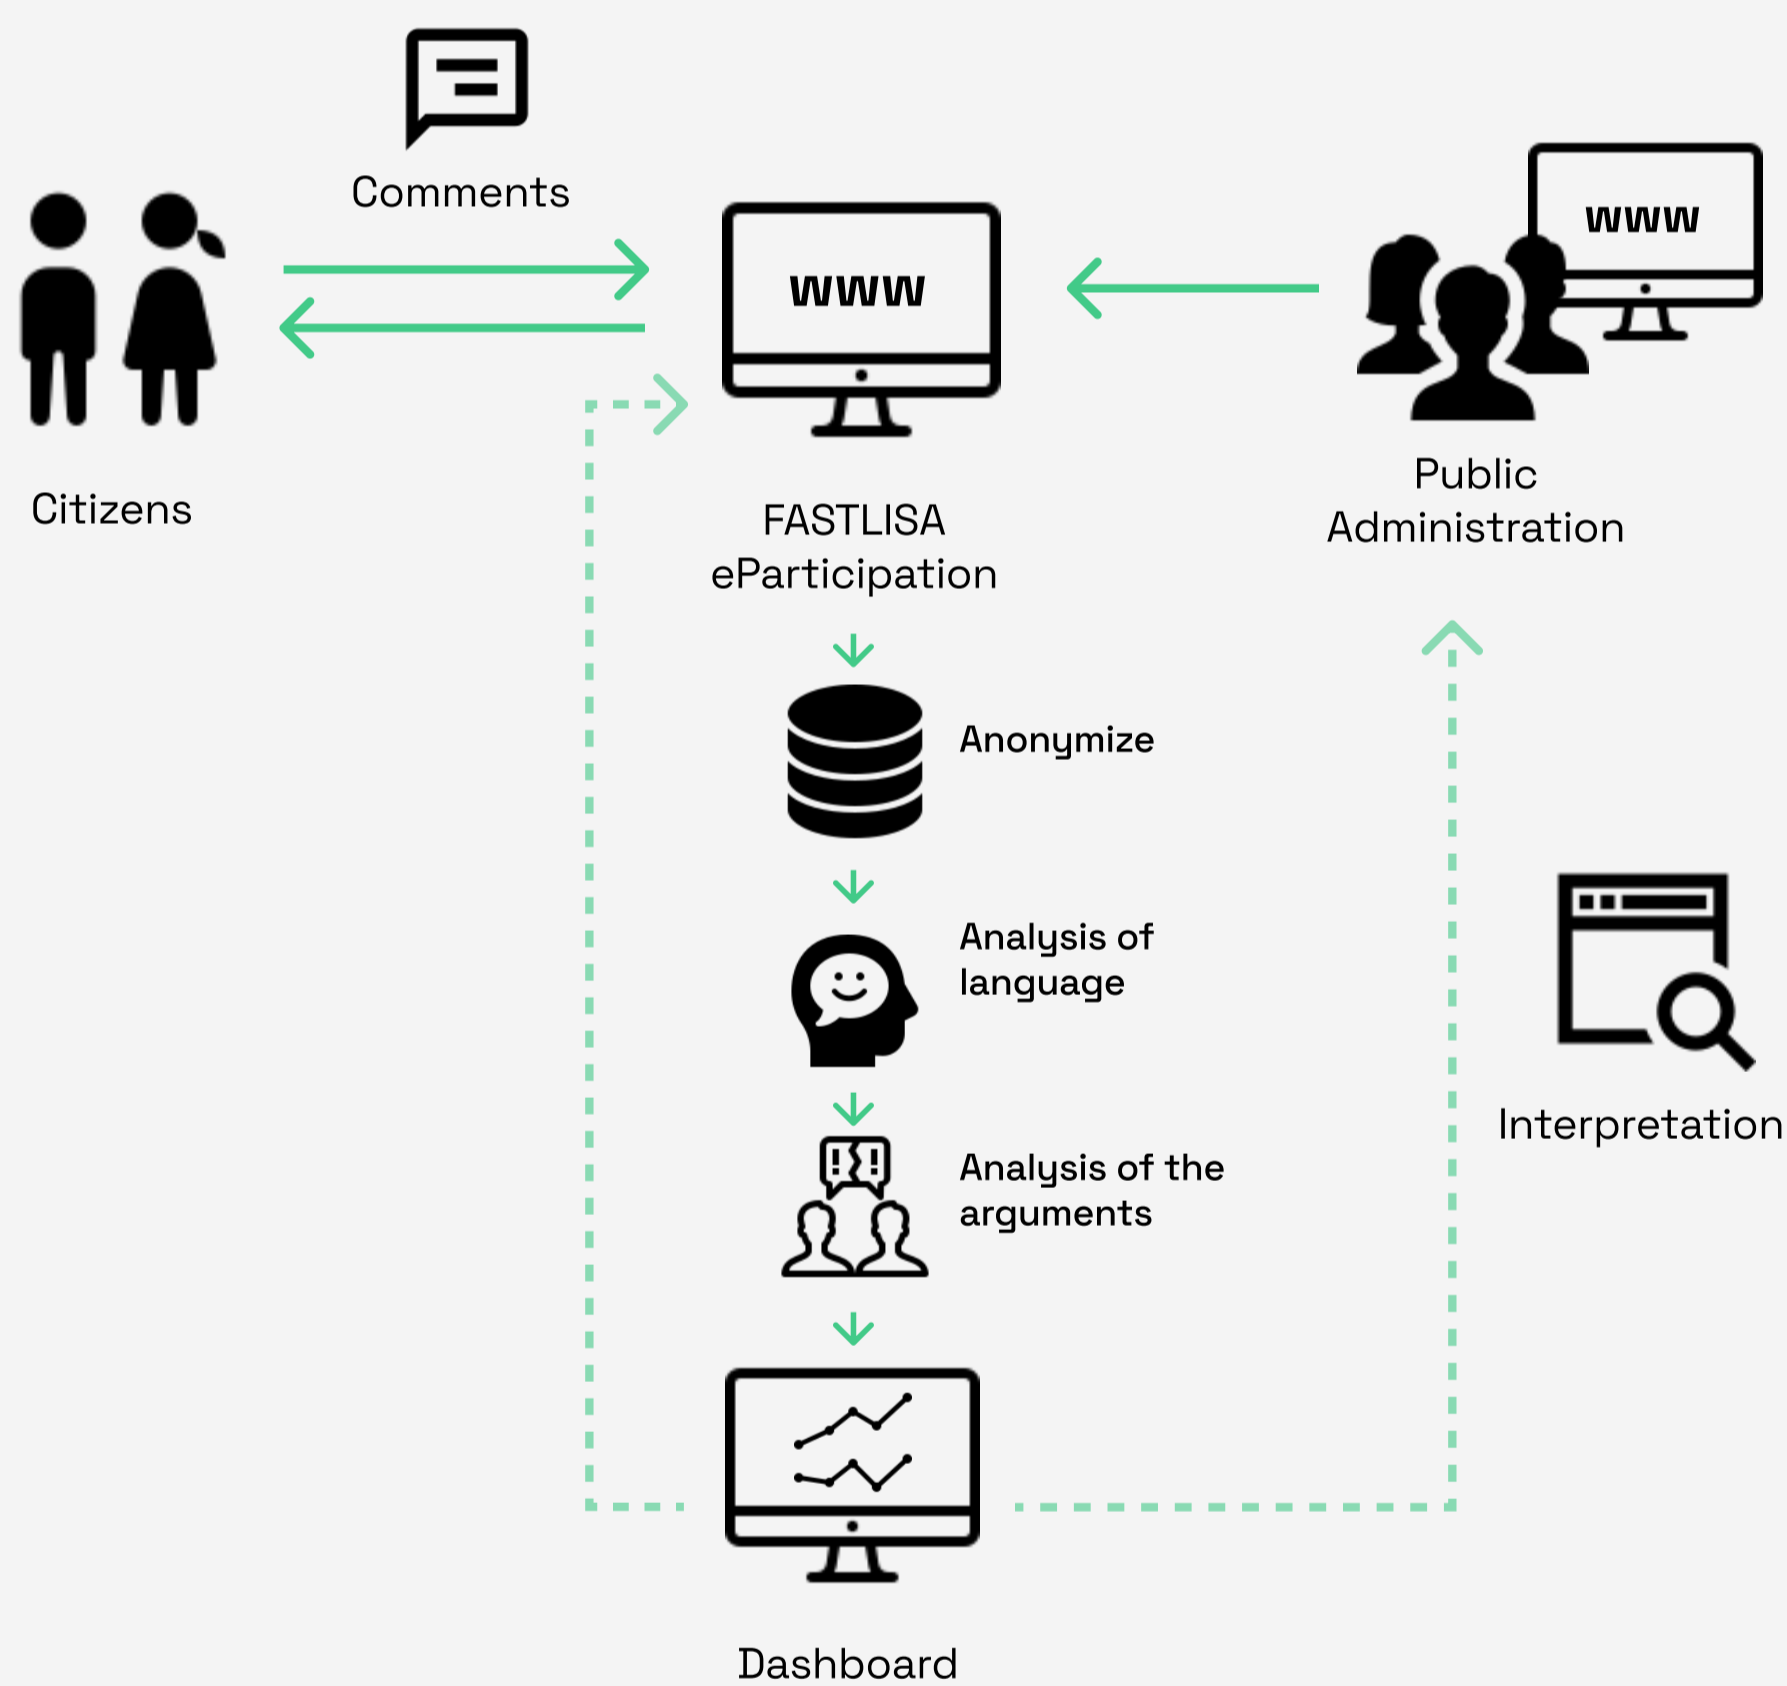 Comments
www
www
Citizens
Public
Administration
FASTLISA
eParticipation
Anonymize
Analysis of
language
Interpretation
Analysis of the
arguments
Dashboard